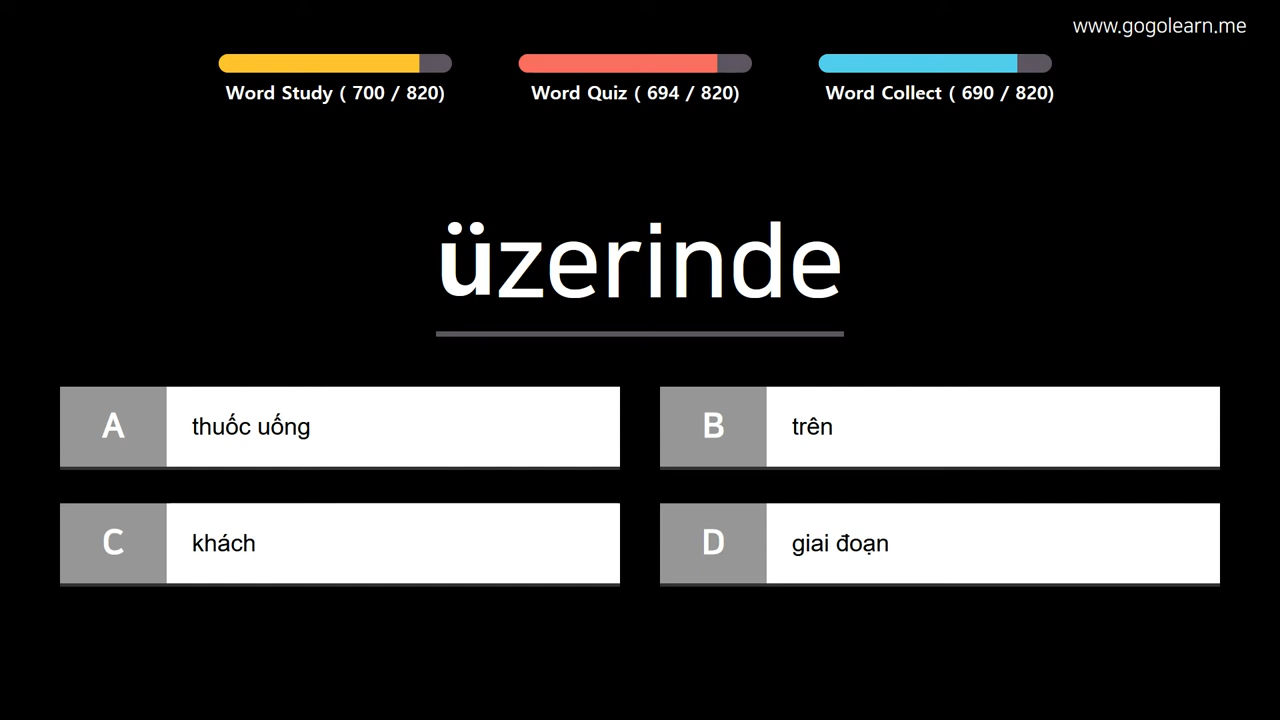 www.gogolearn.me
Word Study ( 700 / 820)
Word Quiz ( 694 / 820)
Word Collect ( 690 / 820)
üzerinde
A
thuốc uống
B
trên
C
khách
D
giai đoạn